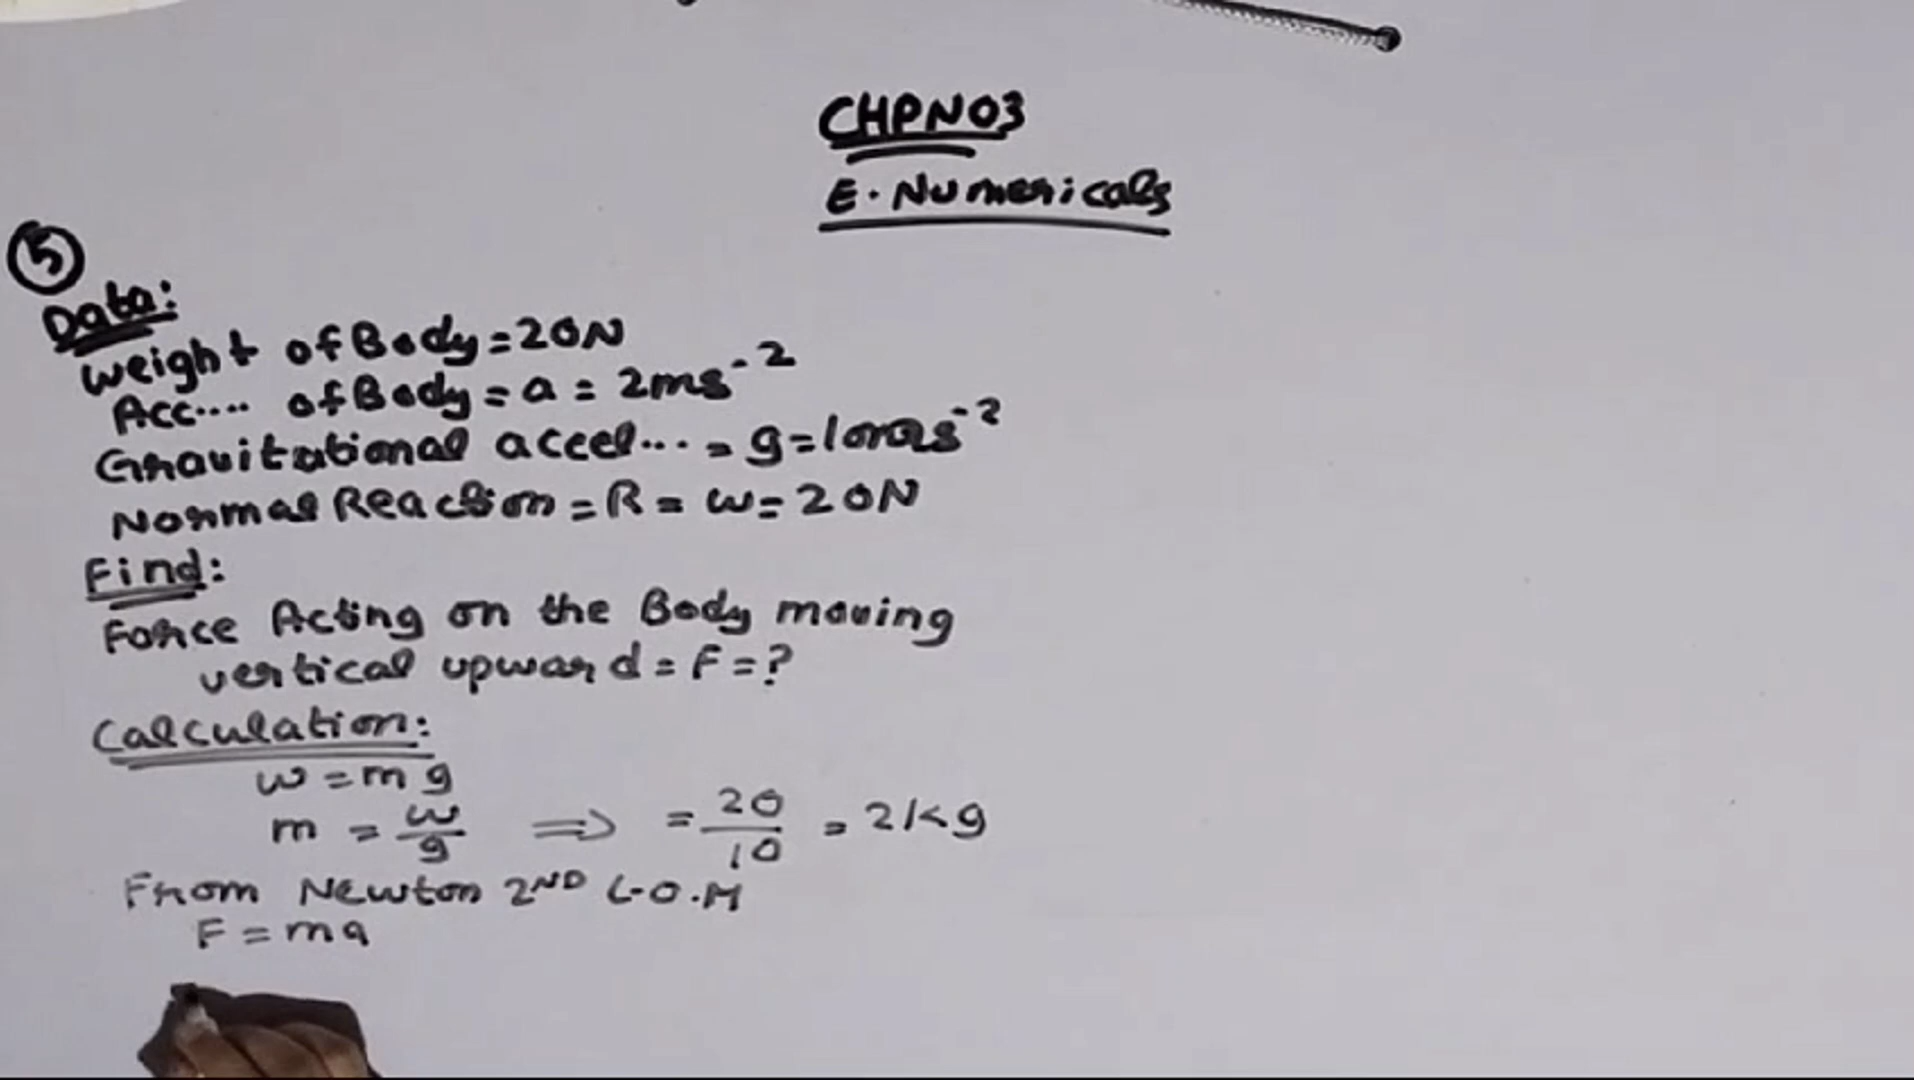 CHPNO3
E. Numericals
5
Data:
Weight of Body = 20N
Acc.... of Body = a = 2ms⁻²
Gravitational accel... = g = 10ms⁻²
Normal Reaction = R = w = 20N
Find:
Force Acting on the Body moving
vertical upward = F = ?
Calculation:
w = mg
m = w/g ⇒ = 20/10 = 2Kg
From Newton 2ND L.O.M
F = ma